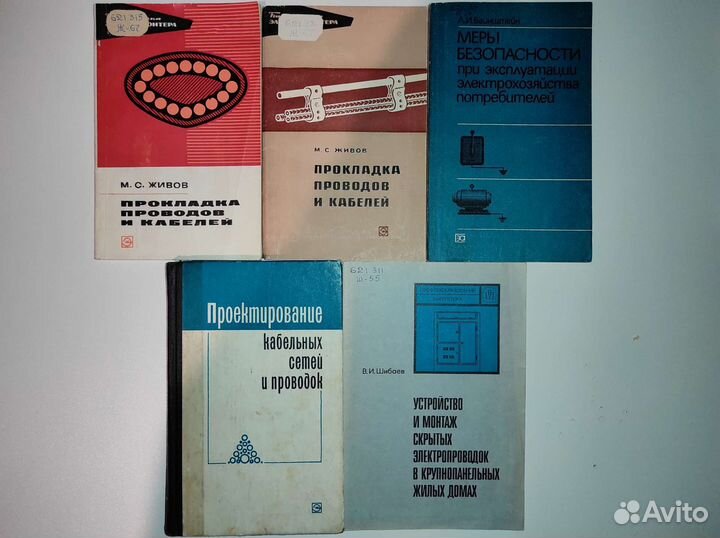 621.315
Ж-67
М. С. ЖИВОВ
ПРОКЛАДКА
ПРОВОДОВ
И КАБЕЛЕЙ
М. С. ЖИВОВ
ПРОКЛАДКА
ПРОВОДОВ
И КАБЕЛЕЙ
Л.И. Вайнштейн
МЕРЫ
БЕЗОПАСНОСТИ
при эксплуатации
электрохозяйства
потребителей
Проектирование
кабельных
сетей
и проводок
621.311
Ш-55
В.И.Шибаев
УСТРОЙСТВО
И МОНТАЖ
СКРЫТЫХ
ЭЛЕКТРОПРОВОДОК
В КРУПНОПАНЕЛЬНЫХ
ЖИЛЫХ ДОМАХ
Avito